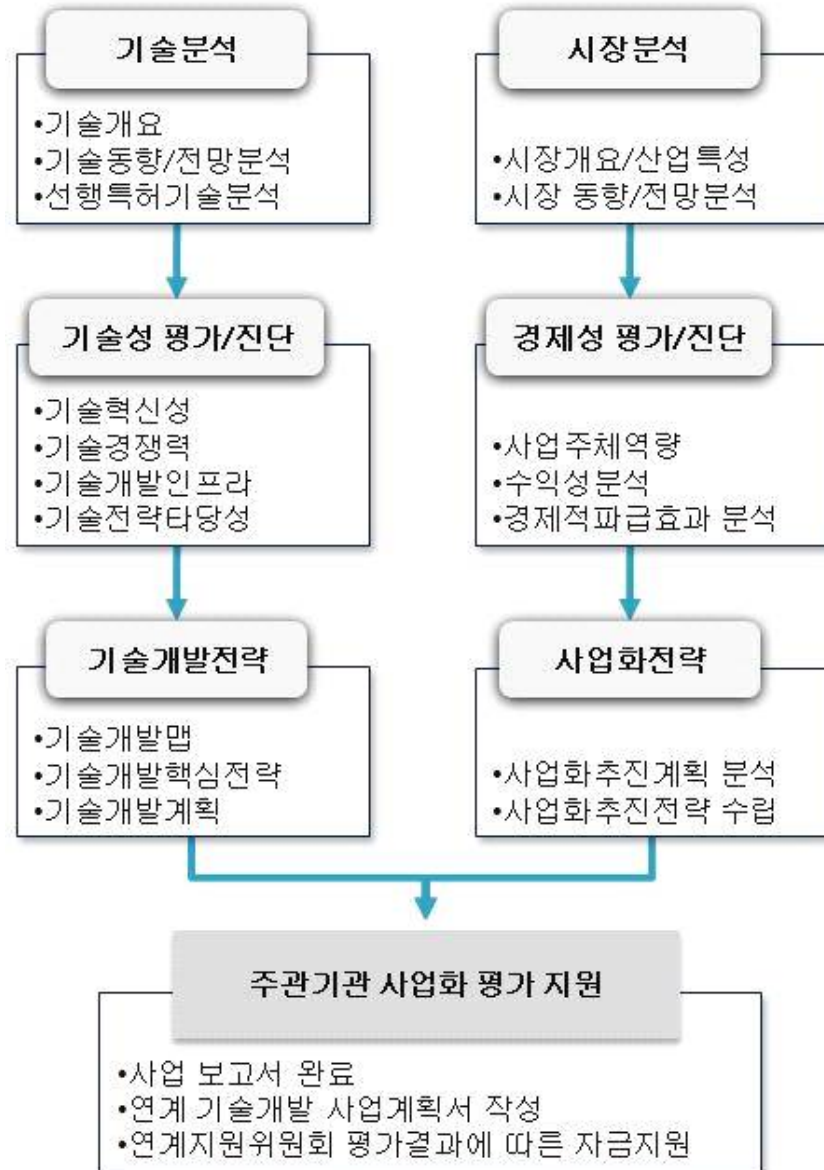 기술분석
•기술개요
•기술동향/전망분석
•선행특허기술분석
시장분석
•시장개요/산업특성
•시장 동향/전망분석
기술성 평가/진단
•기술혁신성
•기술경쟁력
•기술개발인프라
•기술전략타당성
경제성 평가/진단
•사업주체역량
•수익성분석
•경제적파급효과 분석
기술개발전략
•기술개발맵
•기술개발핵심전략
•기술개발계획
사업화전략
•사업화추진계획 분석
•사업화추진전략 수립
주관기관 사업화 평가 지원
•사업 보고서 완료
•연계 기술개발 사업계획서 작성
•연계지원위원회 평가결과에 따른 자금지원